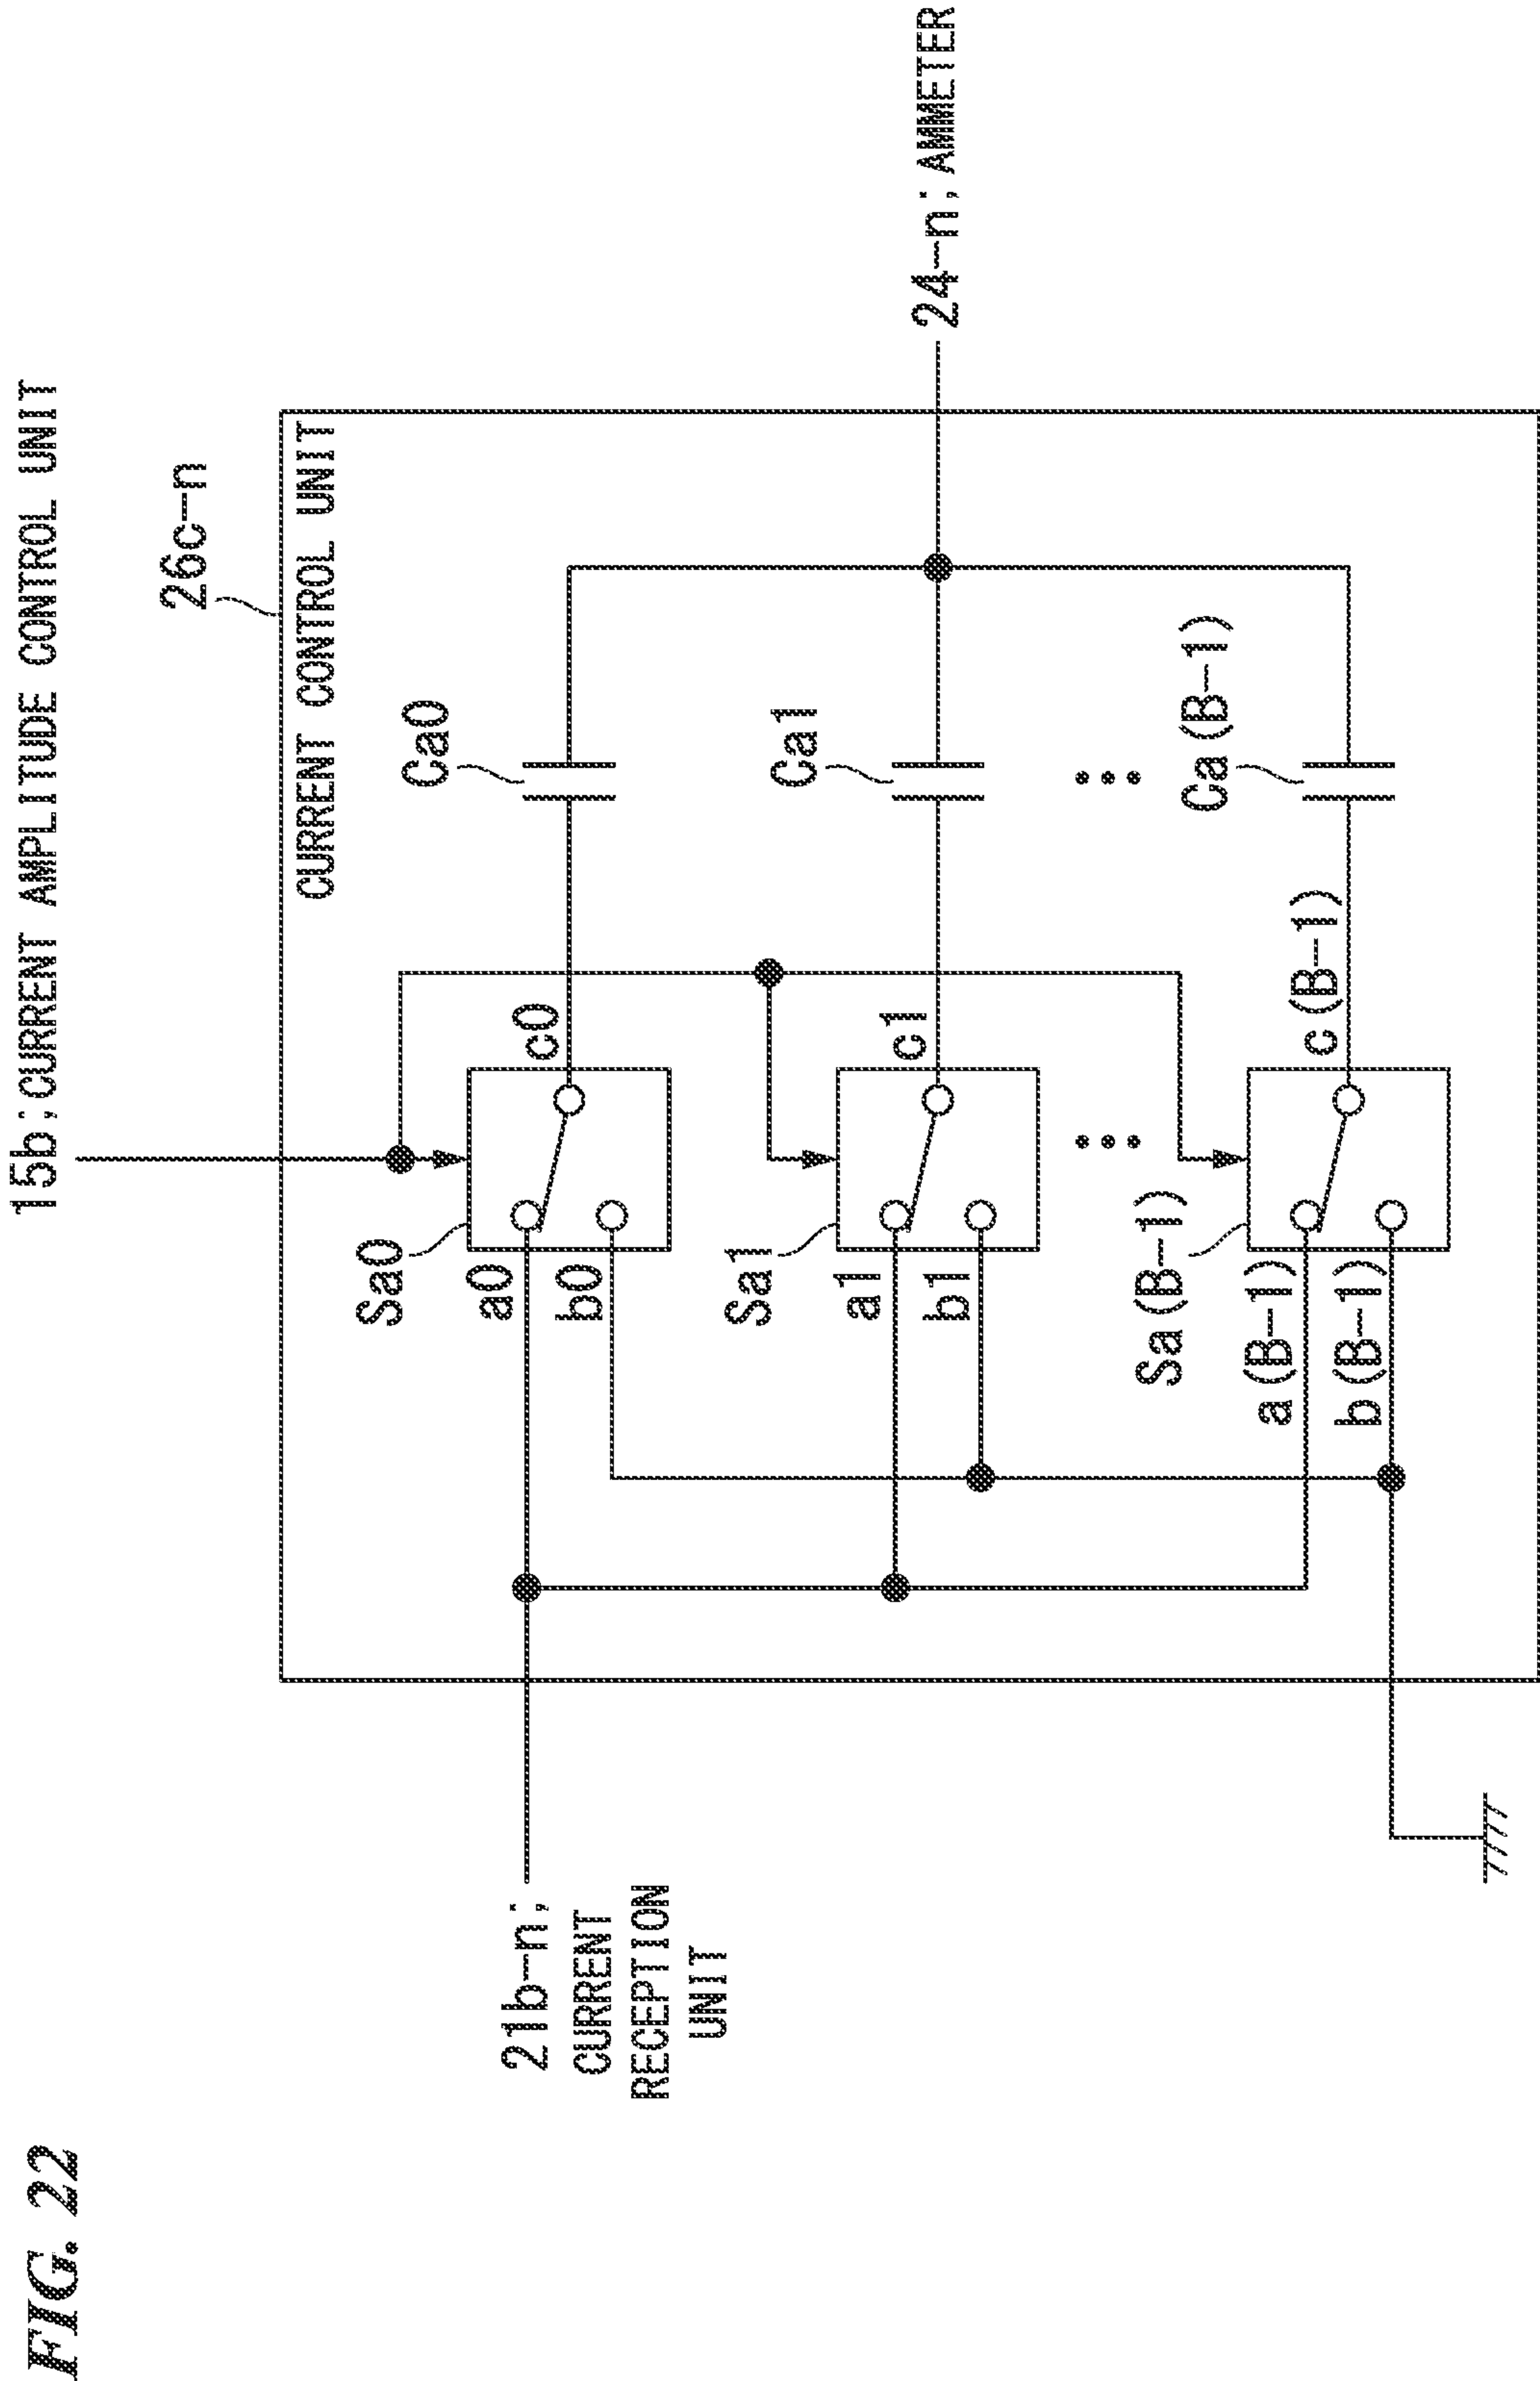 FIG. 22
15b; CURRENT AMPLITUDE CONTROL UNIT
26c-n
CURRENT CONTROL UNIT
Sa0
a0
b0
c0
Ca0
21b-n;
CURRENT
RECEPTION
UNIT
Sa1
a1
b1
c1
Ca1
24-n; AMMETER
Sa(B-1)
a(B-1)
b(B-1)
c(B-1)
Ca(B-1)